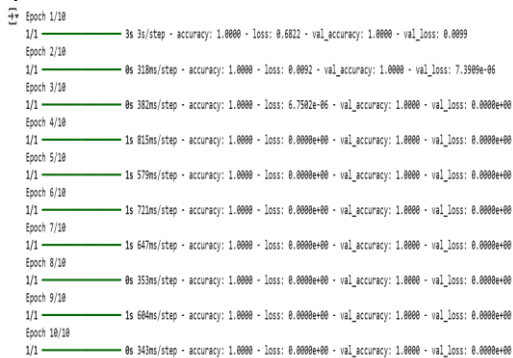 Epoch 1/10
1/1 3s 3s/step - accuracy: 1.0000 - loss: 0.6822 - val_accuracy: 1.0000 - val_loss: 0.0099
Epoch 2/10
1/1 0s 318ms/step - accuracy: 1.0000 - loss: 0.0092 - val_accuracy: 1.0000 - val_loss: 7.3909e-06
Epoch 3/10
1/1 0s 382ms/step - accuracy: 1.0000 - loss: 6.7502e-06 - val_accuracy: 1.0000 - val_loss: 0.0000e+00
Epoch 4/10
1/1 1s 815ms/step - accuracy: 1.0000 - loss: 0.0000e+00 - val_accuracy: 1.0000 - val_loss: 0.0000e+00
Epoch 5/10
1/1 1s 579ms/step - accuracy: 1.0000 - loss: 0.0000e+00 - val_accuracy: 1.0000 - val_loss: 0.0000e+00
Epoch 6/10
1/1 1s 721ms/step - accuracy: 1.0000 - loss: 0.0000e+00 - val_accuracy: 1.0000 - val_loss: 0.0000e+00
Epoch 7/10
1/1 1s 647ms/step - accuracy: 1.0000 - loss: 0.0000e+00 - val_accuracy: 1.0000 - val_loss: 0.0000e+00
Epoch 8/10
1/1 0s 353ms/step - accuracy: 1.0000 - loss: 0.0000e+00 - val_accuracy: 1.0000 - val_loss: 0.0000e+00
Epoch 9/10
1/1 1s 604ms/step - accuracy: 1.0000 - loss: 0.0000e+00 - val_accuracy: 1.0000 - val_loss: 0.0000e+00
Epoch 10/10
1/1 0s 343ms/step - accuracy: 1.0000 - loss: 0.0000e+00 - val_accuracy: 1.0000 - val_loss: 0.0000e+00